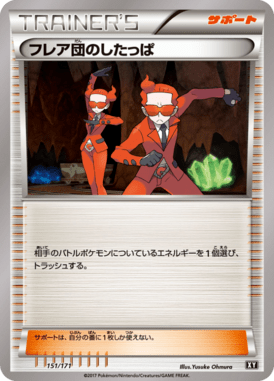 TRAINER'S
サポート
フレア団のしたっぱ
相手のバトルポケモンについているエネルギーを1個選び、
トラッシュする。
サポートは、自分の番に1枚しか使えない。
151/171
Illus.Yusuke Ohmura
XY
©2017 Pokémon/Nintendo/Creatures/GAME FREAK.